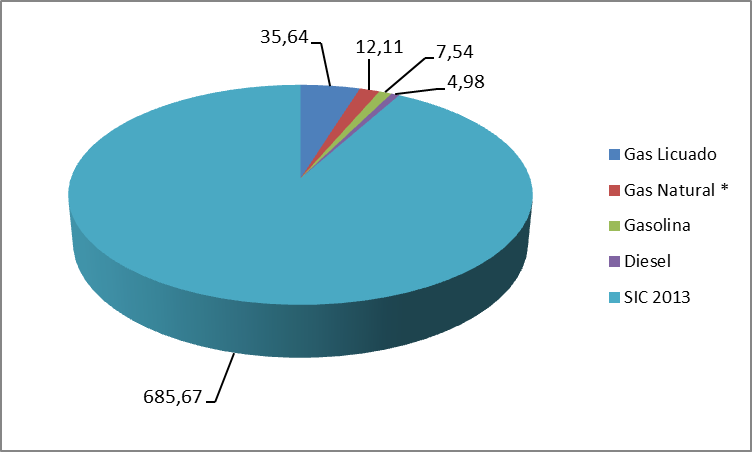 35,64
12,11
7,54
4,98
Gas Licuado
Gas Natural *
Gasolina
Diesel
SIC 2013
685,67